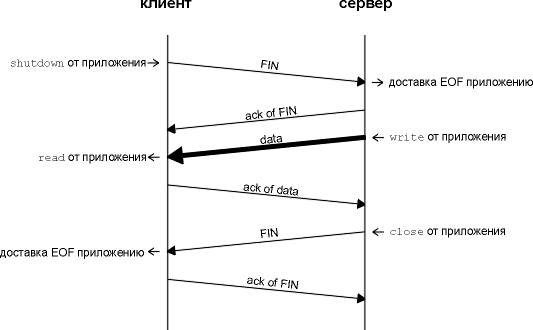 клиент сервер
shutdown от приложения
FIN
доставка EOF приложению
ack of FIN
write от приложения
data
read от приложения
ack of data
close от приложения
FIN
доставка EOF приложению
ack of FIN